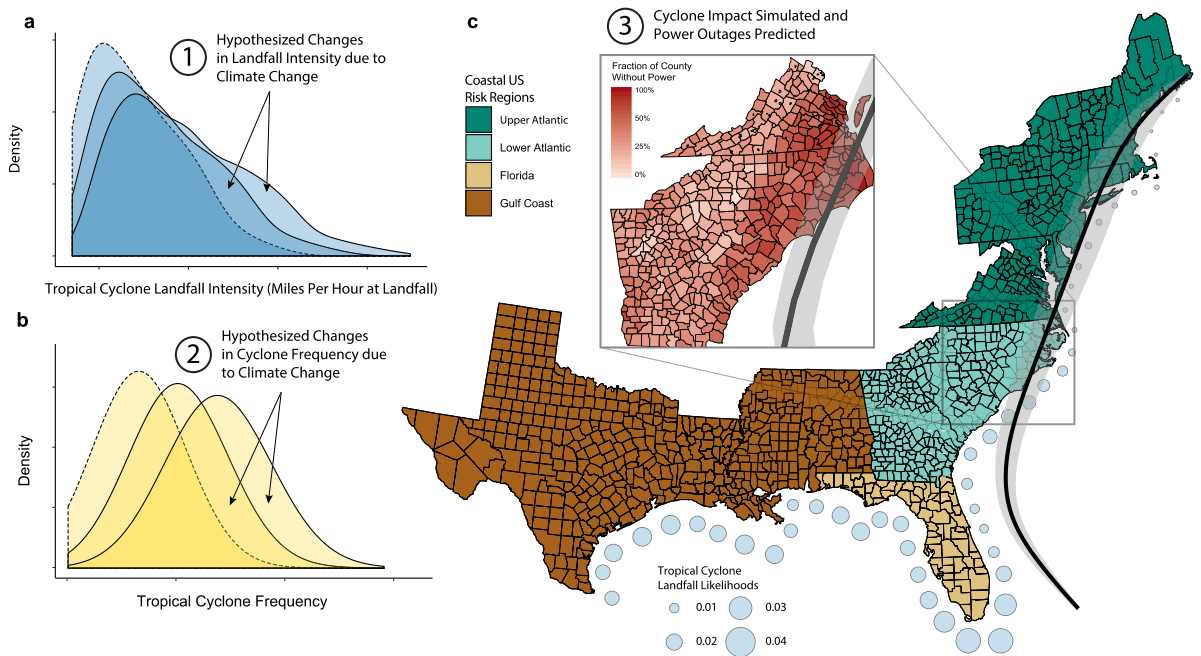 a
1
Hypothesized Changes
in Landfall Intensity due to
Climate Change
Density
Tropical Cyclone Landfall Intensity (Miles Per Hour at Landfall)
b
2
Hypothesized Changes
in Cyclone Frequency due
to Climate Change
Density
Tropical Cyclone Frequency
c
3
Cyclone Impact Simulated and
Power Outages Predicted
Coastal US
Risk Regions
Upper Atlantic
Lower Atlantic
Florida
Gulf Coast
Fraction of County
Without Power
100%
50%
25%
0%
Tropical Cyclone
Landfall Likelihoods
0.01
0.03
0.02
0.04